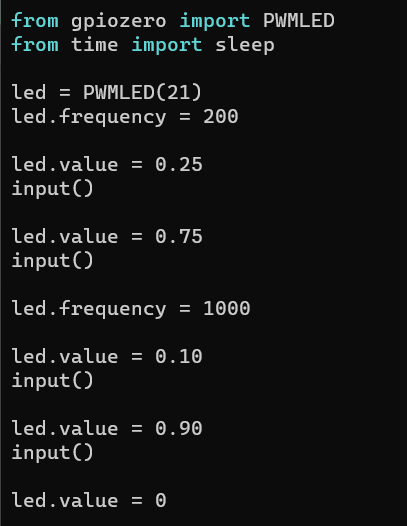 from gpiozero import PWMLED
from time import sleep

led = PWMLED(21)
led.frequency = 200

led.value = 0.25
input()

led.value = 0.75
input()

led.frequency = 1000

led.value = 0.10
input()

led.value = 0.90
input()

led.value = 0